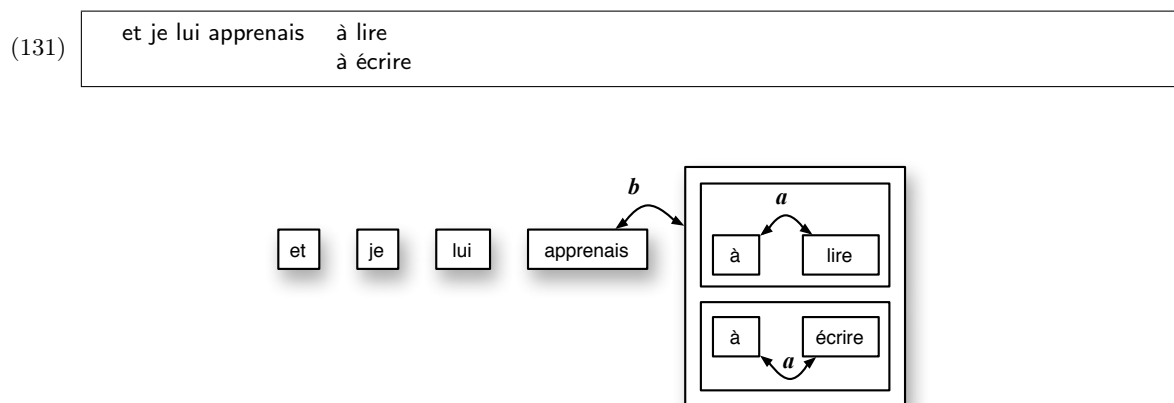 (131) et je lui apprenais à lire
à écrire
b
a
et je lui apprenais à lire
à écrire
a